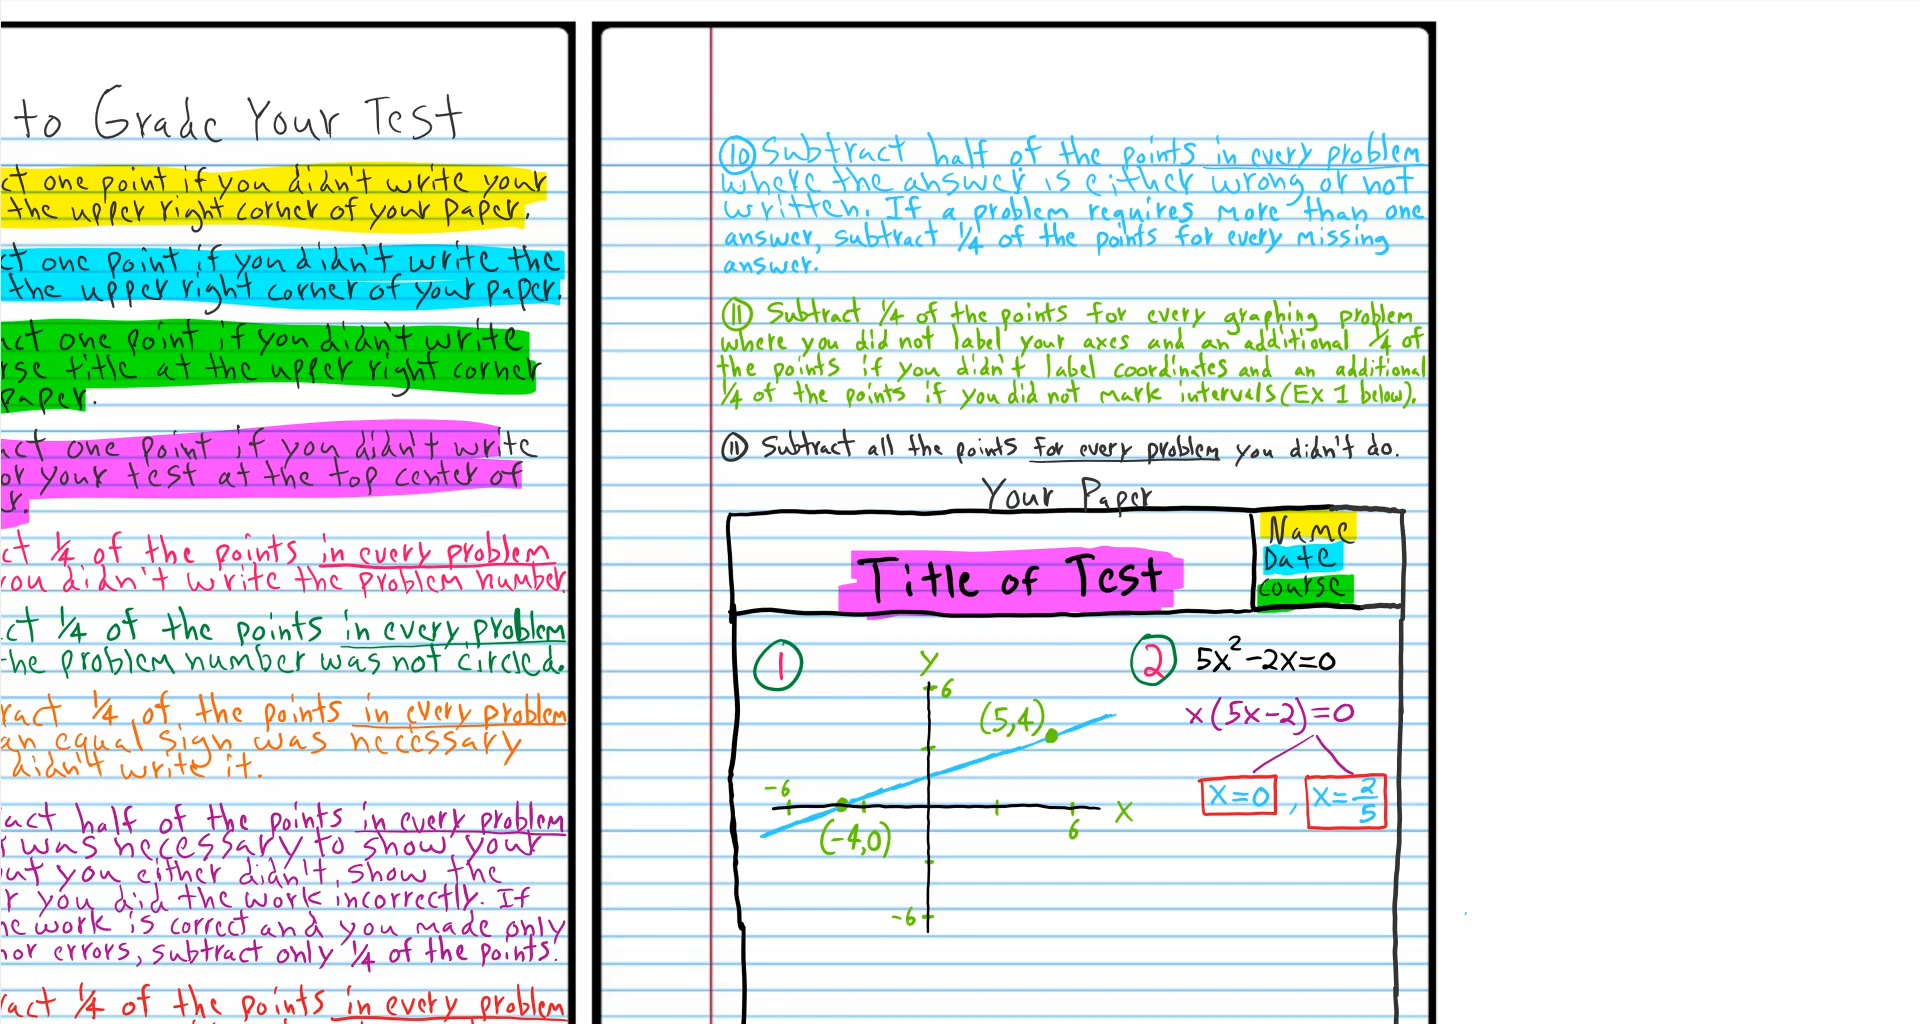 to Grade Your Test
ct one point if you didn't write your
the upper right corner of your paper.
ct one point if you didn't write the
the upper right corner of your paper.
act one point if you didn't write
rse title at the upper right corner
paper.
act one point if you didn't write
or your test at the top center of
r.
ct 1/4 of the points in every problem
you didn't write the problem number.
ct 1/4 of the points in every problem
the problem number was not circled.
ract 1/4 of the points in every problem
an equal sign was necessary
didn't write it.
act half of the points in every problem
r was necessary to show your
ut you either didn't show the
r you did the work incorrectly. If
he work is correct and you made only
nor errors, subtract only 1/4 of the points.
ract 1/4 of the points in every problem
10 Subtract half of the points in every problem
where the answer is either wrong or not
written. If a problem requires more than one
answer, subtract 1/4 of the points for every missing
answer.
11 Subtract 1/4 of the points for every graphing problem
where you did not label your axes and an additional 1/4 of
the points if you didn't label coordinates and an additional
1/4 of the points if you did not mark intervals (Ex 1 below).
11 Subtract all the points for every problem you didn't do.
Your Paper
Name
Date
Course
Title of Test
1
y
6
(5,4)
-6
(-4,0)
6
x
-6
2 5x²-2x=0
x(5x-2)=0
x=0, x=2/5